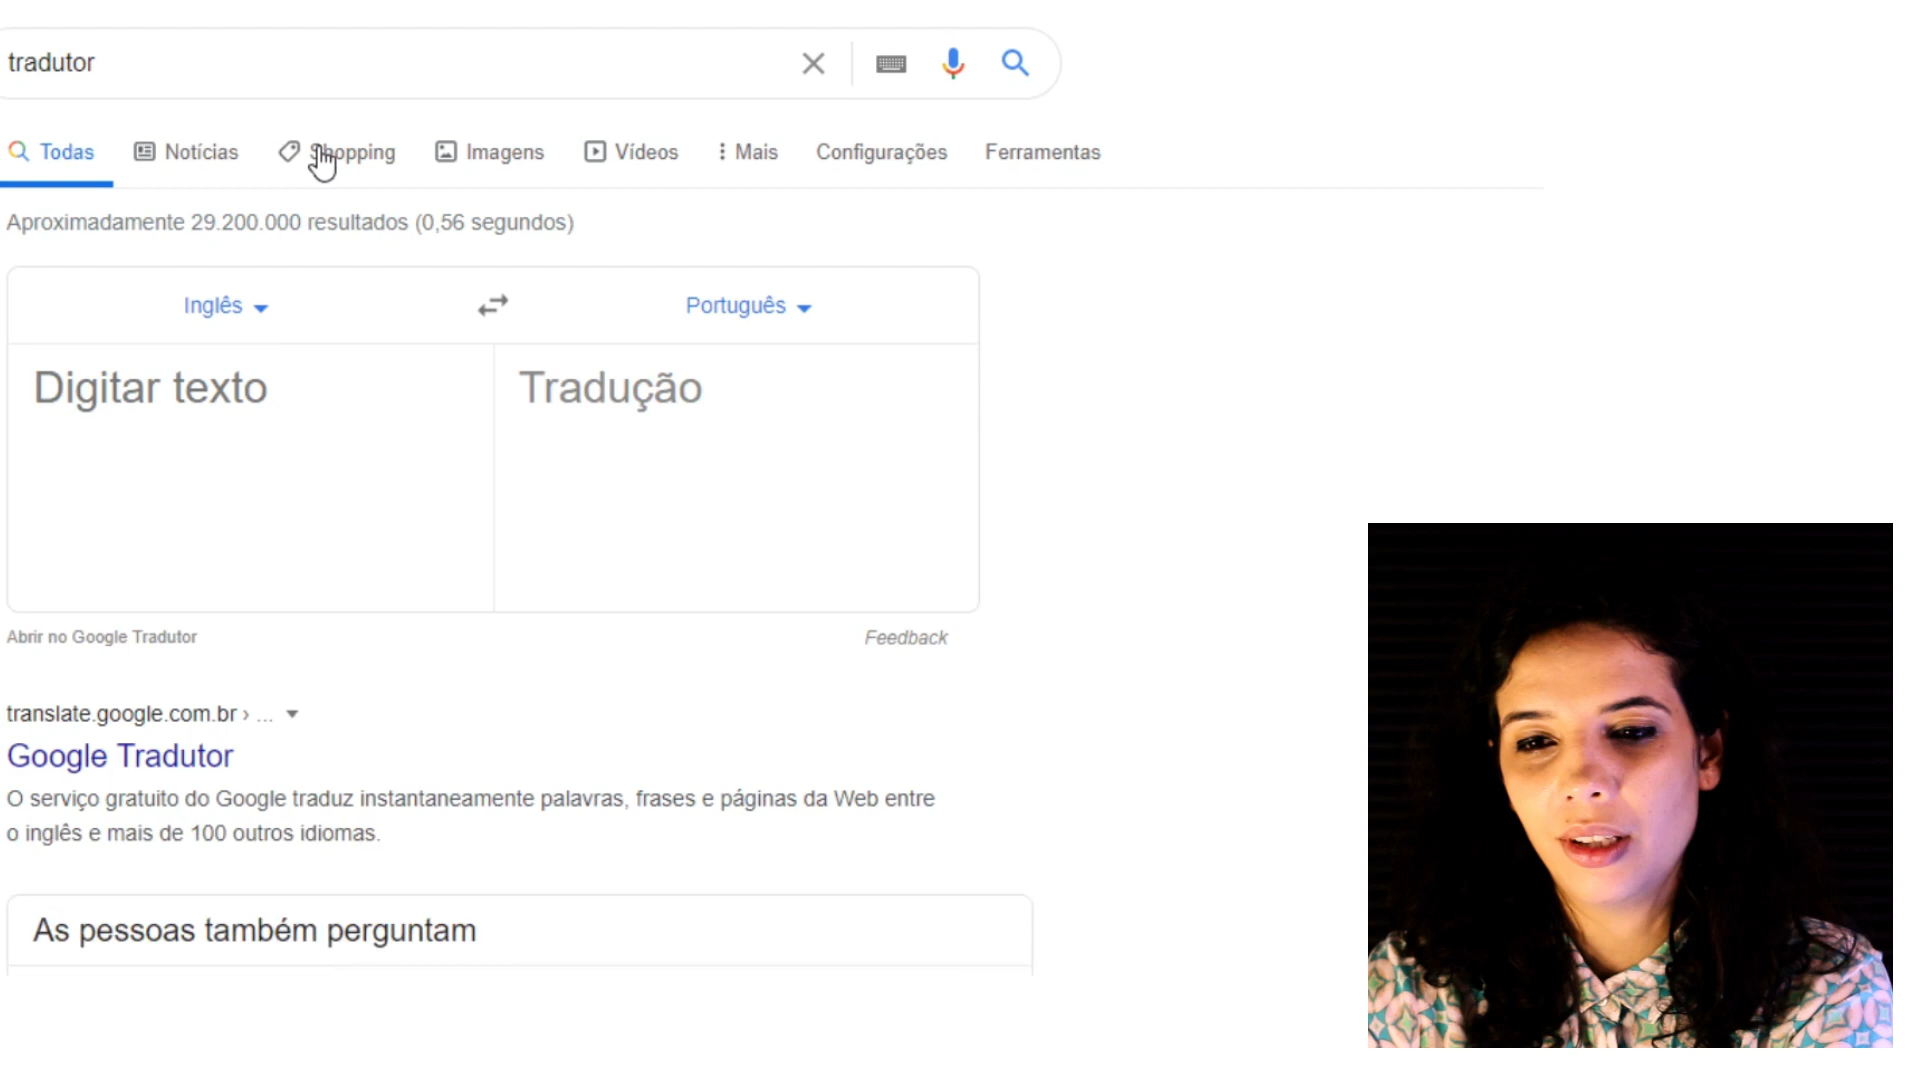 tradutor
Todas Notícias Shopping Imagens Vídeos Mais Configurações Ferramentas
Aproximadamente 29.200.000 resultados (0,56 segundos)
Inglês Português
Digitar texto Tradução
Abrir no Google Tradutor Feedback
translate.google.com.br › ...
Google Tradutor
O serviço gratuito do Google traduz instantaneamente palavras, frases e páginas da Web entre
o inglês e mais de 100 outros idiomas.
As pessoas também perguntam